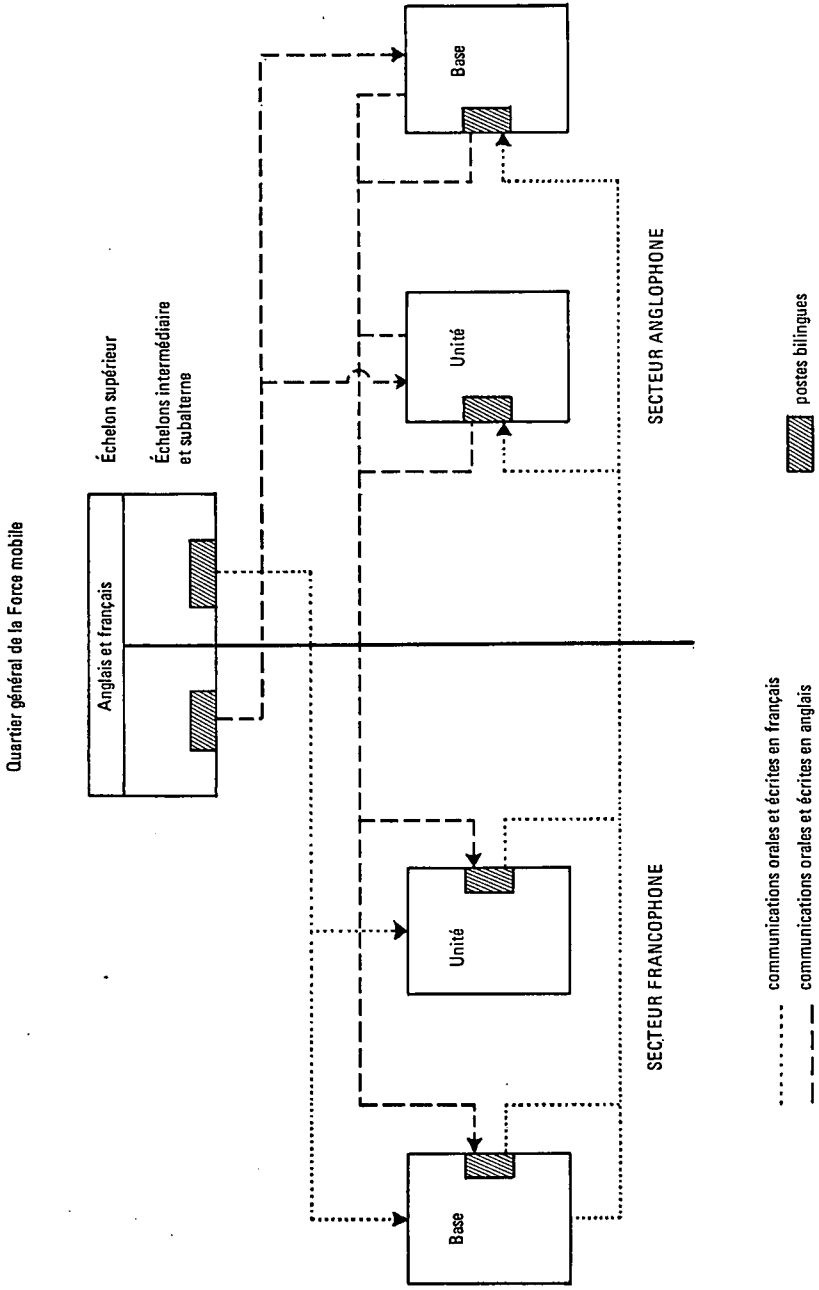 Quartier général de la Force mobile
Anglais et français
Échelon supérieur
Échelons intermédiaire
et subalterne
Base
Unité
Unité
Base
SECTEUR FRANCOPHONE
SECTEUR ANGLOPHONE
communications orales et écrites en français
communications orales et écrites en anglais
postes bilingues